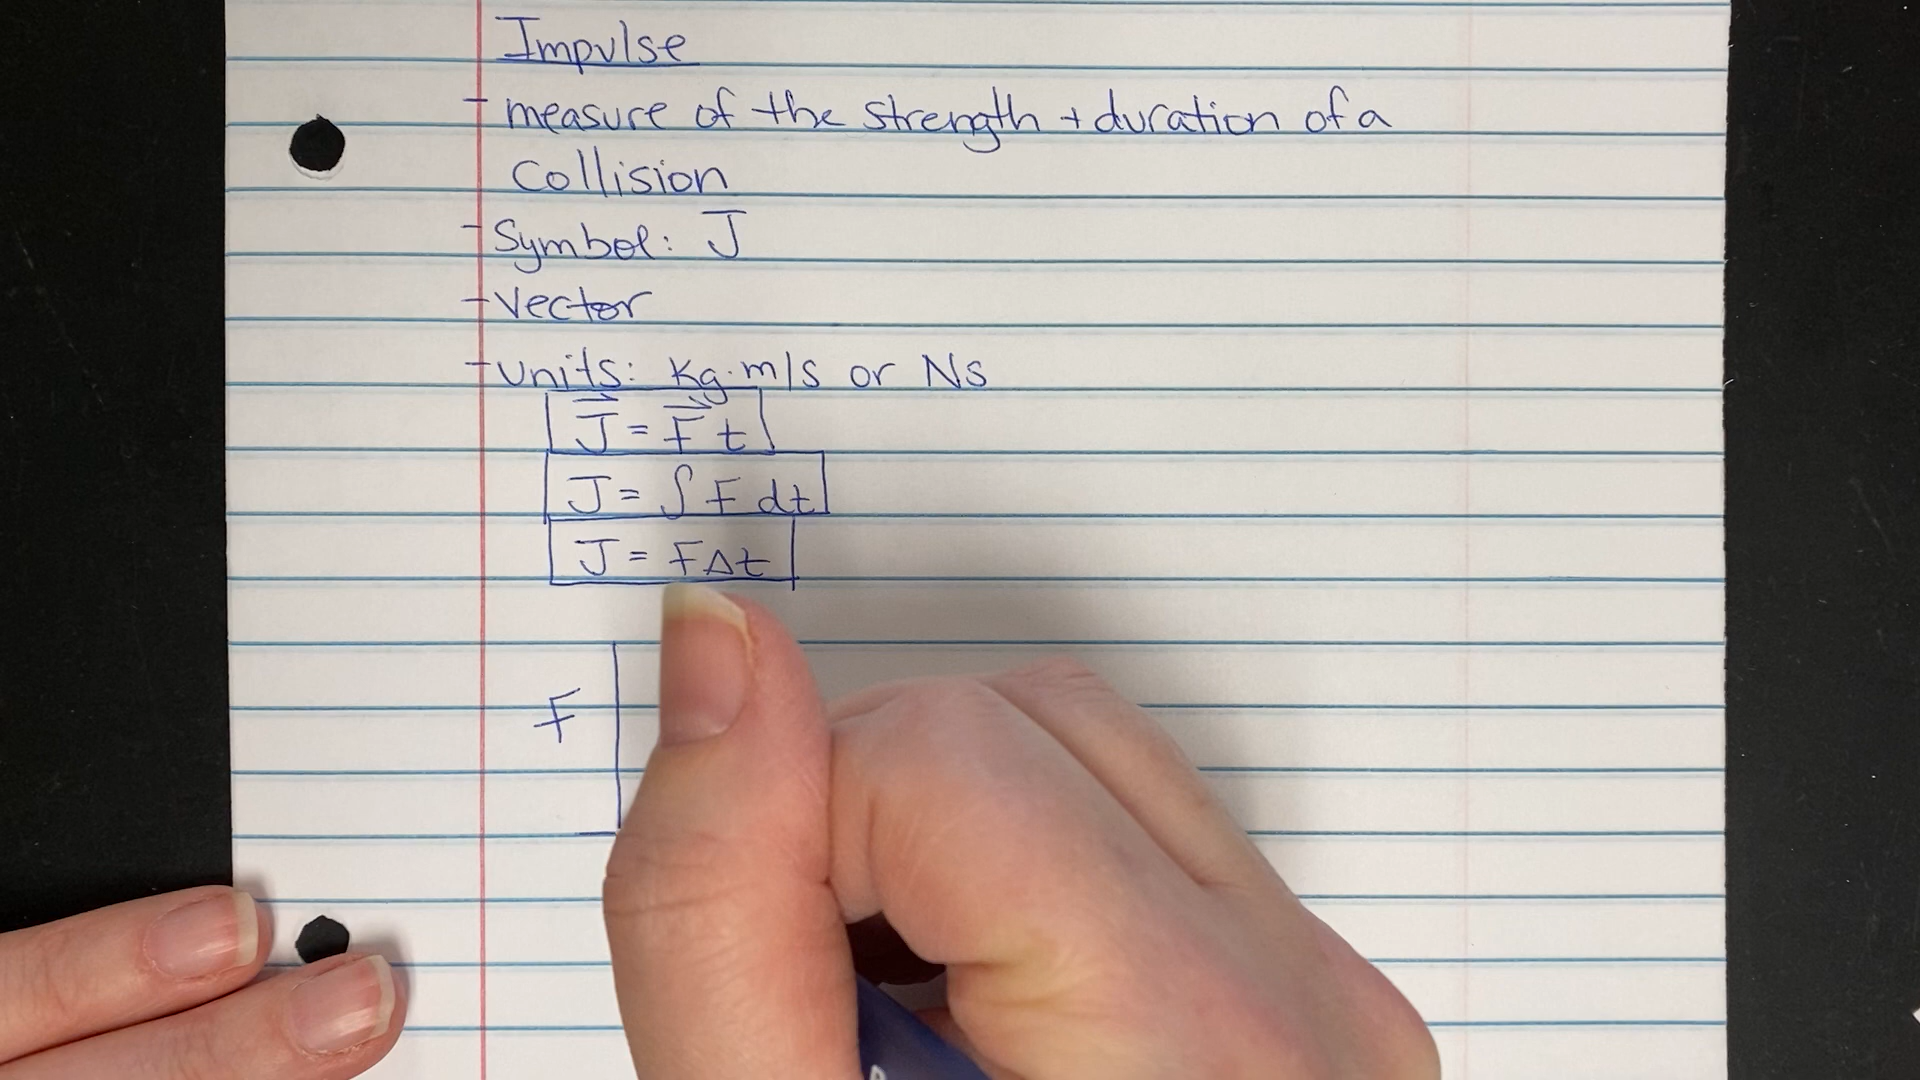 Impulse
- measure of the strength + duration of a
collision
- Symbol: J
- Vector
- units: kg·m/s or Ns
J⃗ = F⃗ t
J = ∫ F dt
J = FΔt
F